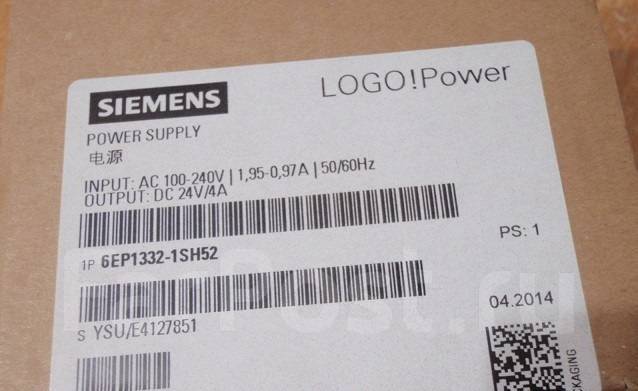 SIEMENS
LOGO!Power
POWER SUPPLY
电源
INPUT: AC 100-240V | 1,95-0,97A | 50/60Hz
OUTPUT: DC 24V/4A
PS: 1
1P 6EP1332-1SH52
04.2014
S YSU/E4127851